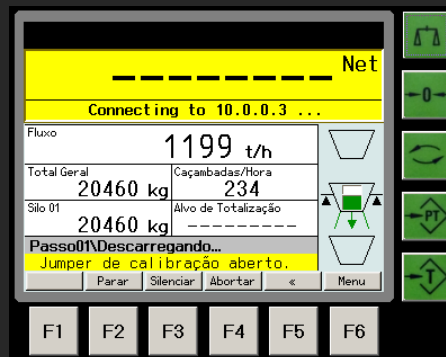 --------- Net
Connecting to 10.0.0.3 ...
Fluxo
1199 t/h
Total Geral
20460 kg
Caçambadas/Hora
234
Silo 01
20460 kg
Alvo de Totalização
---------
Passo01\Descarregando...
Jumper de calibração aberto.
Parar Silenciar Abortar « Menu
F1 F2 F3 F4 F5 F6
→0←
PT
T